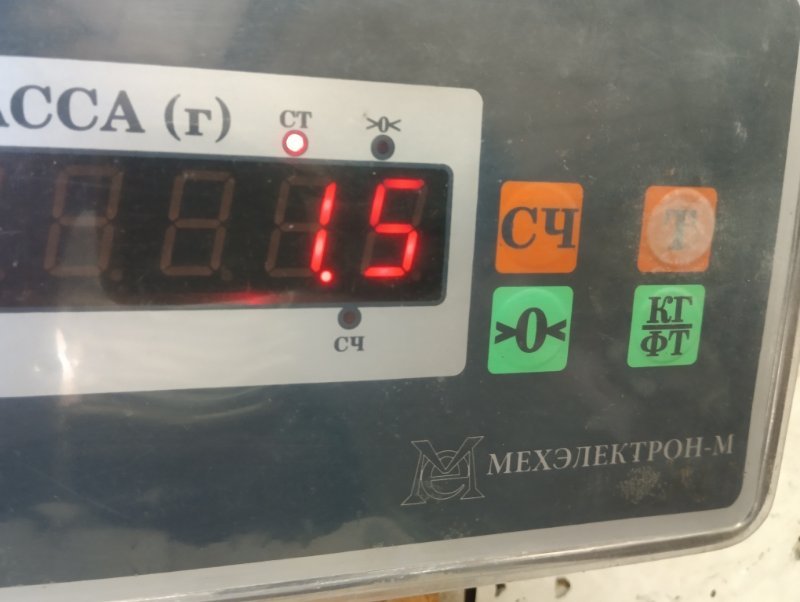 АССА (г)
СТ
>0<
1.5
СЧ
СЧ
Т
>0<
КГ
ФТ
МЕХЭЛЕКТРОН-М